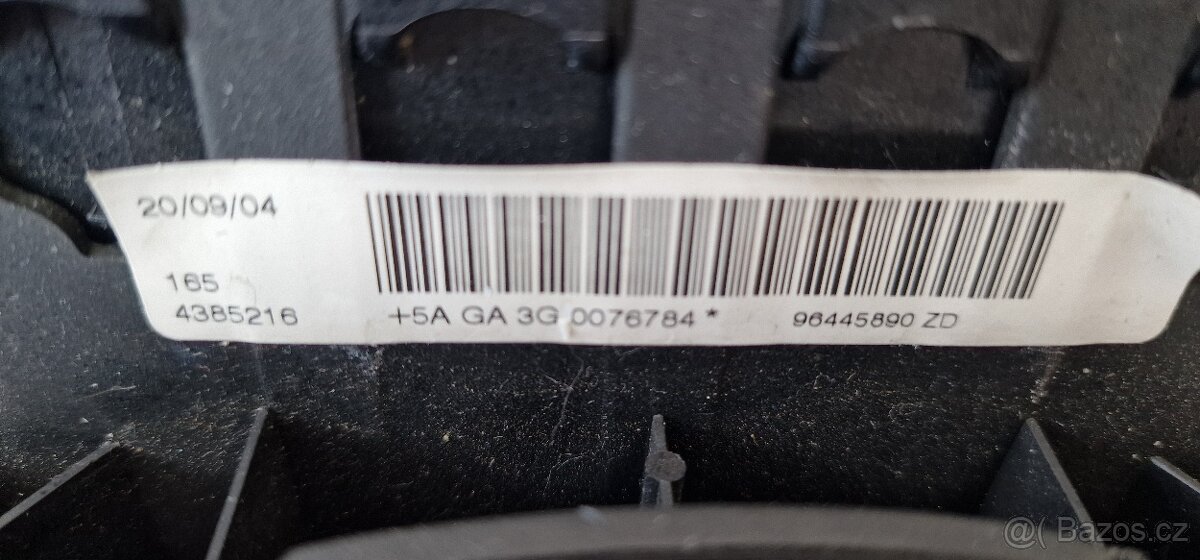 20/09/04
165
4385216
+5A GA 3G 0076784 *
96445890 ZD
@( Bazos.cz